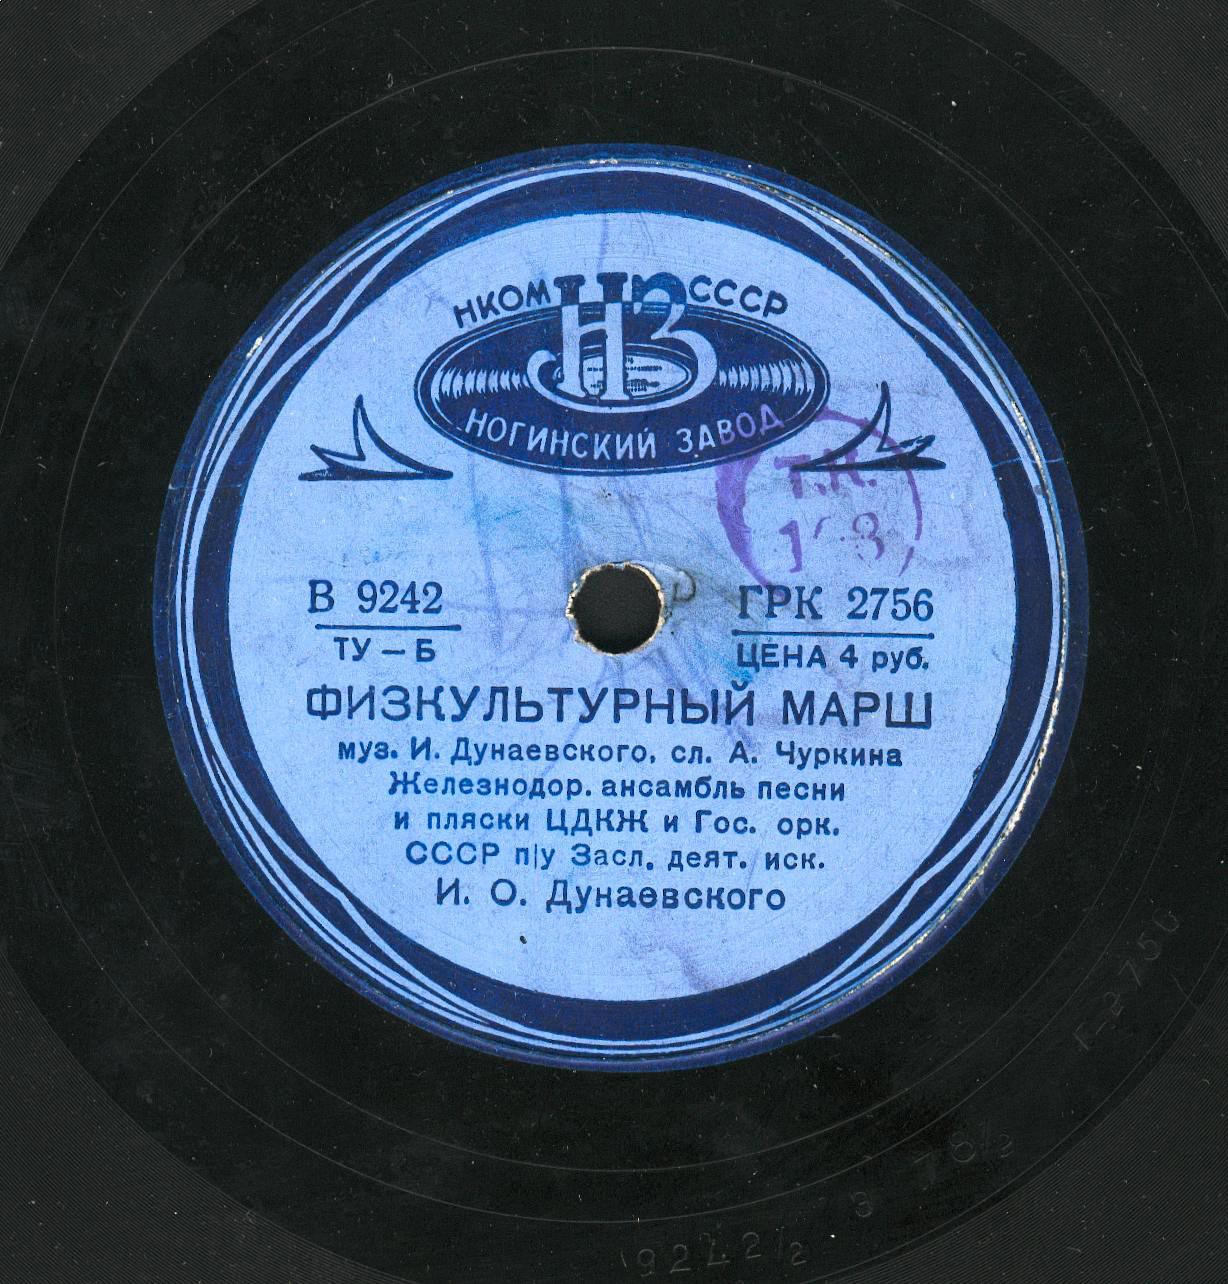 НКОМ СССР
НЗ
НОГИНСКИЙ ЗАВОД
Т.К.
В 9242
ГРК 2756
ТУ – Б
ЦЕНА 4 руб.
ФИЗКУЛЬТУРНЫЙ МАРШ
муз. И. Дунаевского, сл. А. Чуркина
Железнодор. ансамбль песни
и пляски ЦДКЖ и Гос. орк.
СССР п/у Засл. деят. иск.
И. О. Дунаевского